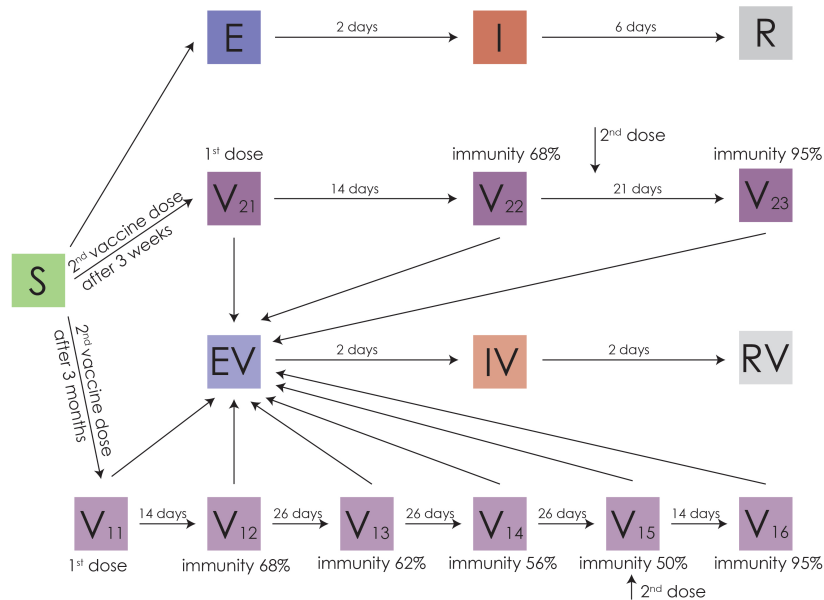 E 2 days I 6 days R
2nd dose
1st dose immunity 68% immunity 95%
V21 14 days V22 21 days V23
2nd vaccine dose
after 3 weeks
S
2nd vaccine dose
after 3 months
EV 2 days IV 2 days RV
V11 14 days V12 26 days V13 26 days V14 26 days V15 14 days V16
1st dose immunity 68% immunity 62% immunity 56% immunity 50% immunity 95%
2nd dose